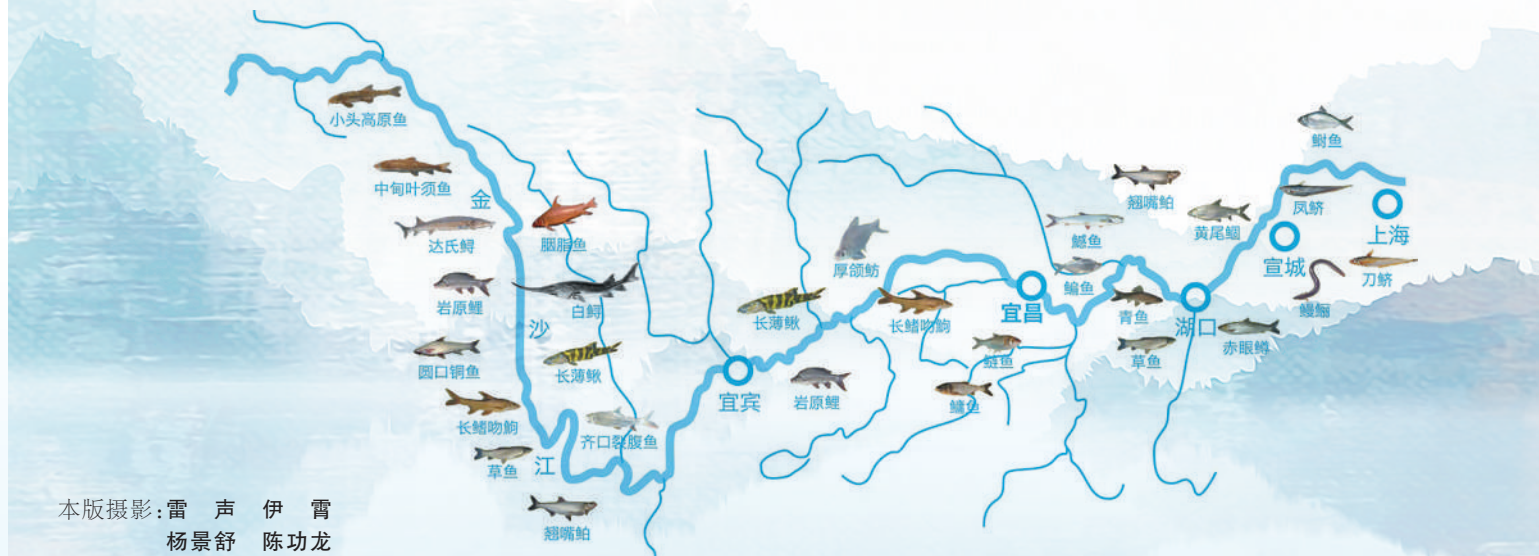 小头高原鱼
中甸叶须鱼
金
达氏鲟
胭脂鱼
岩原鲤
白鲟
沙
圆口铜鱼
长薄鳅
长鳍吻鮈
齐口裂腹鱼
草鱼
江
翘嘴鲌
宜宾
长薄鳅
岩原鲤
厚颌鲂
长鳍吻鮈
宜昌
鲢鱼
鳙鱼
鳡鱼
鳊鱼
翘嘴鲌
青鱼
草鱼
湖口
黄尾鲴
赤眼鳟
鲥鱼
凤鲚
宣城
上海
刀鲚
鳗鲡
本版摄影:雷 声 伊 霄
杨景舒 陈功龙